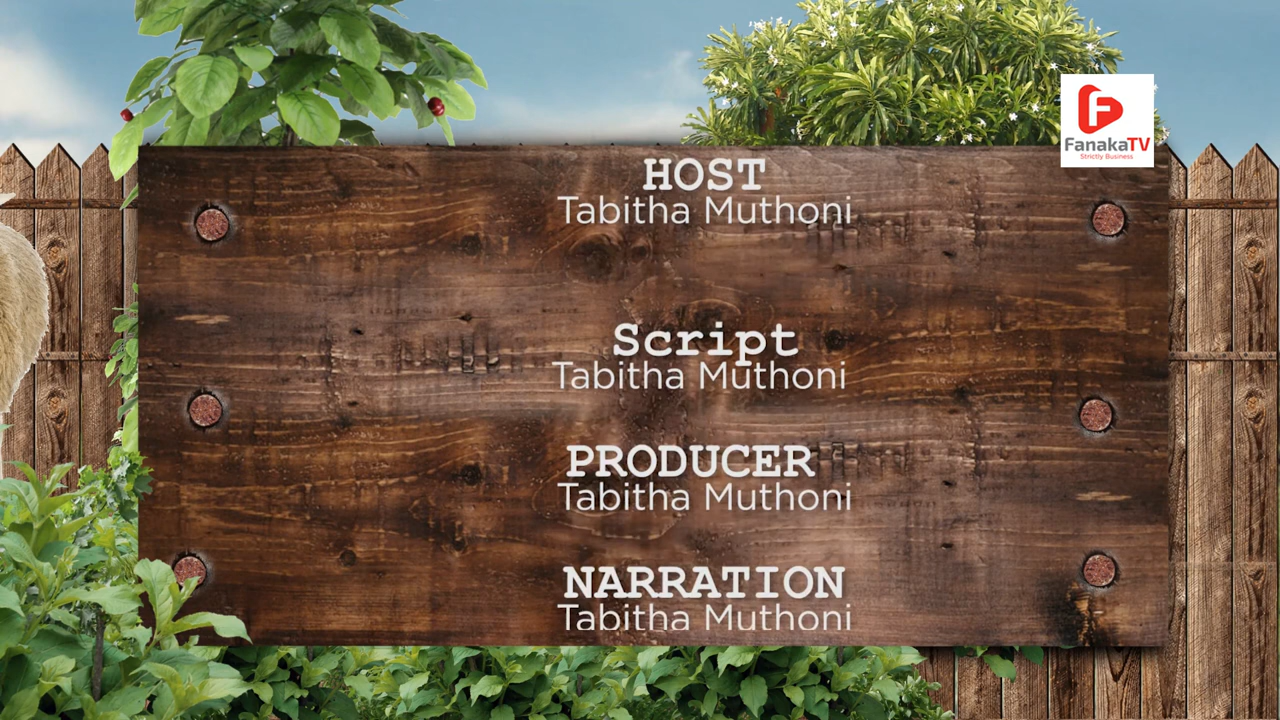 FanakaTV
Strictly Business
HOST
Tabitha Muthoni
Script
Tabitha Muthoni
PRODUCER
Tabitha Muthoni
NARRATION
Tabitha Muthoni